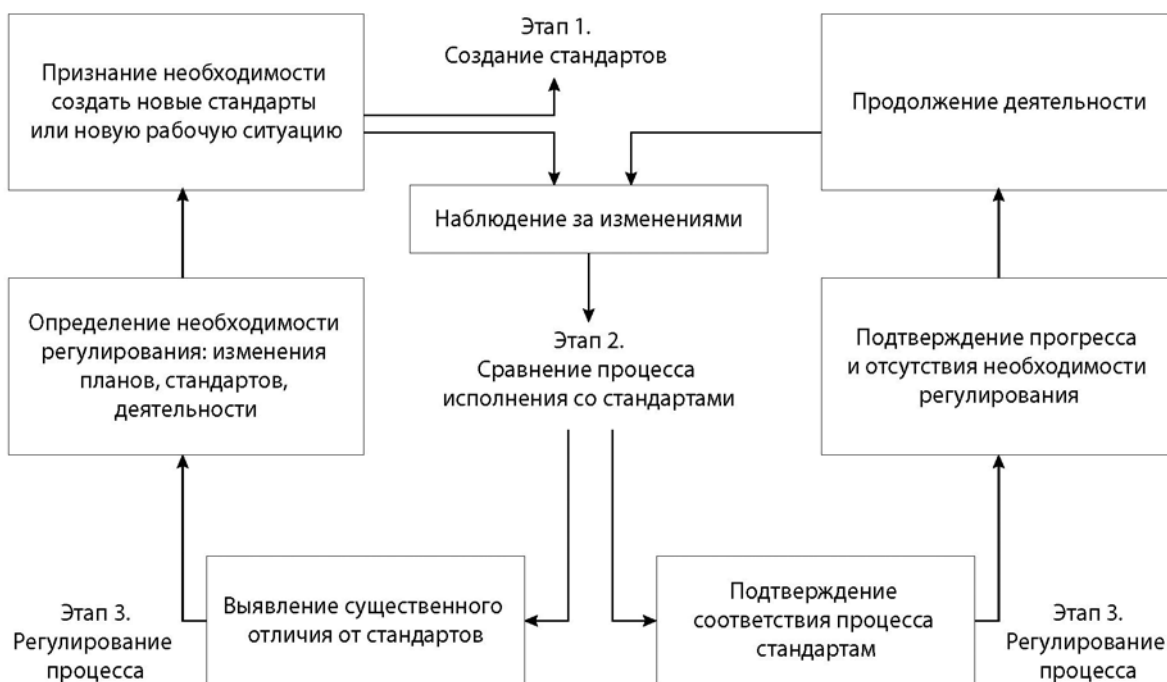 Этап 1.
Создание стандартов
Признание необходимости
создать новые стандарты
или новую рабочую ситуацию
Продолжение деятельности
Наблюдение за изменениями
Определение необходимости
регулирования: изменения
планов, стандартов,
деятельности
Этап 2.
Сравнение процесса
исполнения со стандартами
Подтверждение прогресса
и отсутствия необходимости
регулирования
Этап 3.
Регулирование
процесса
Выявление существенного
отличия от стандартов
Подтверждение
соответствия процесса
стандартам
Этап 3.
Регулирование
процесса